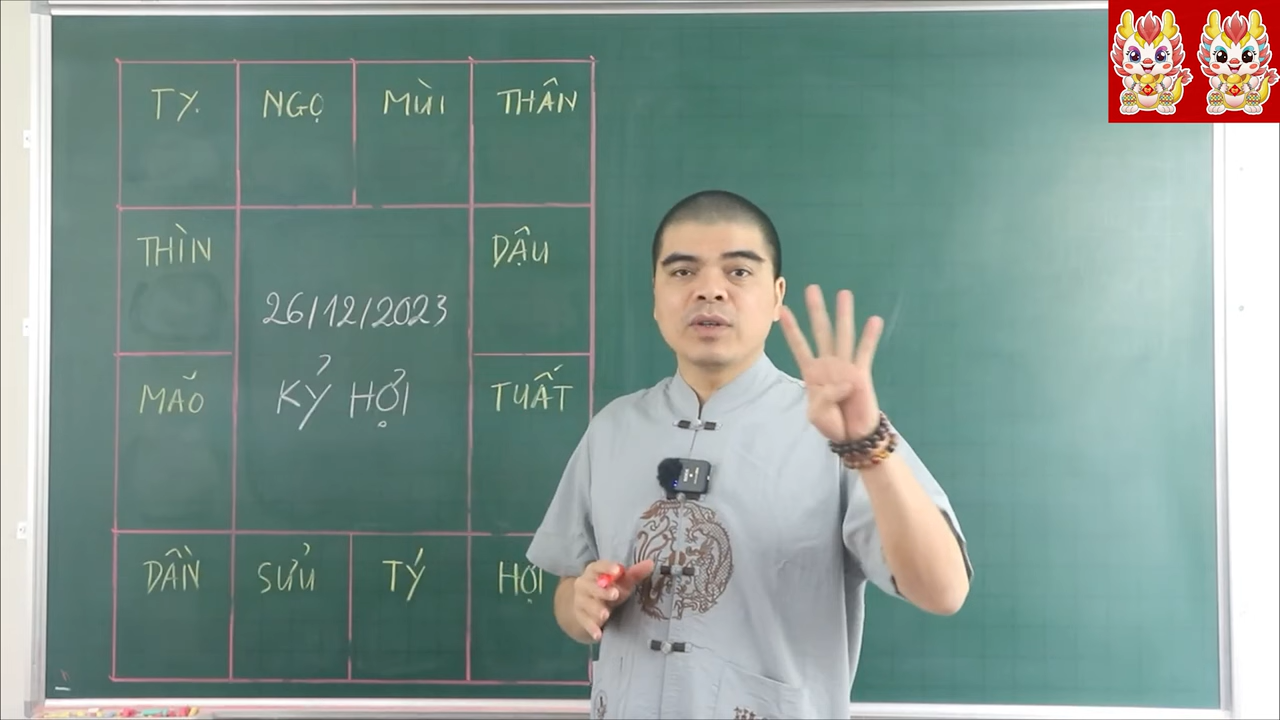 TỴ NGỌ MÙI THÂN
THÌN DẬU
26/12/2023
KỶ HỢI
MÃO TUẤT
DẦN SỬU TÝ HỢI